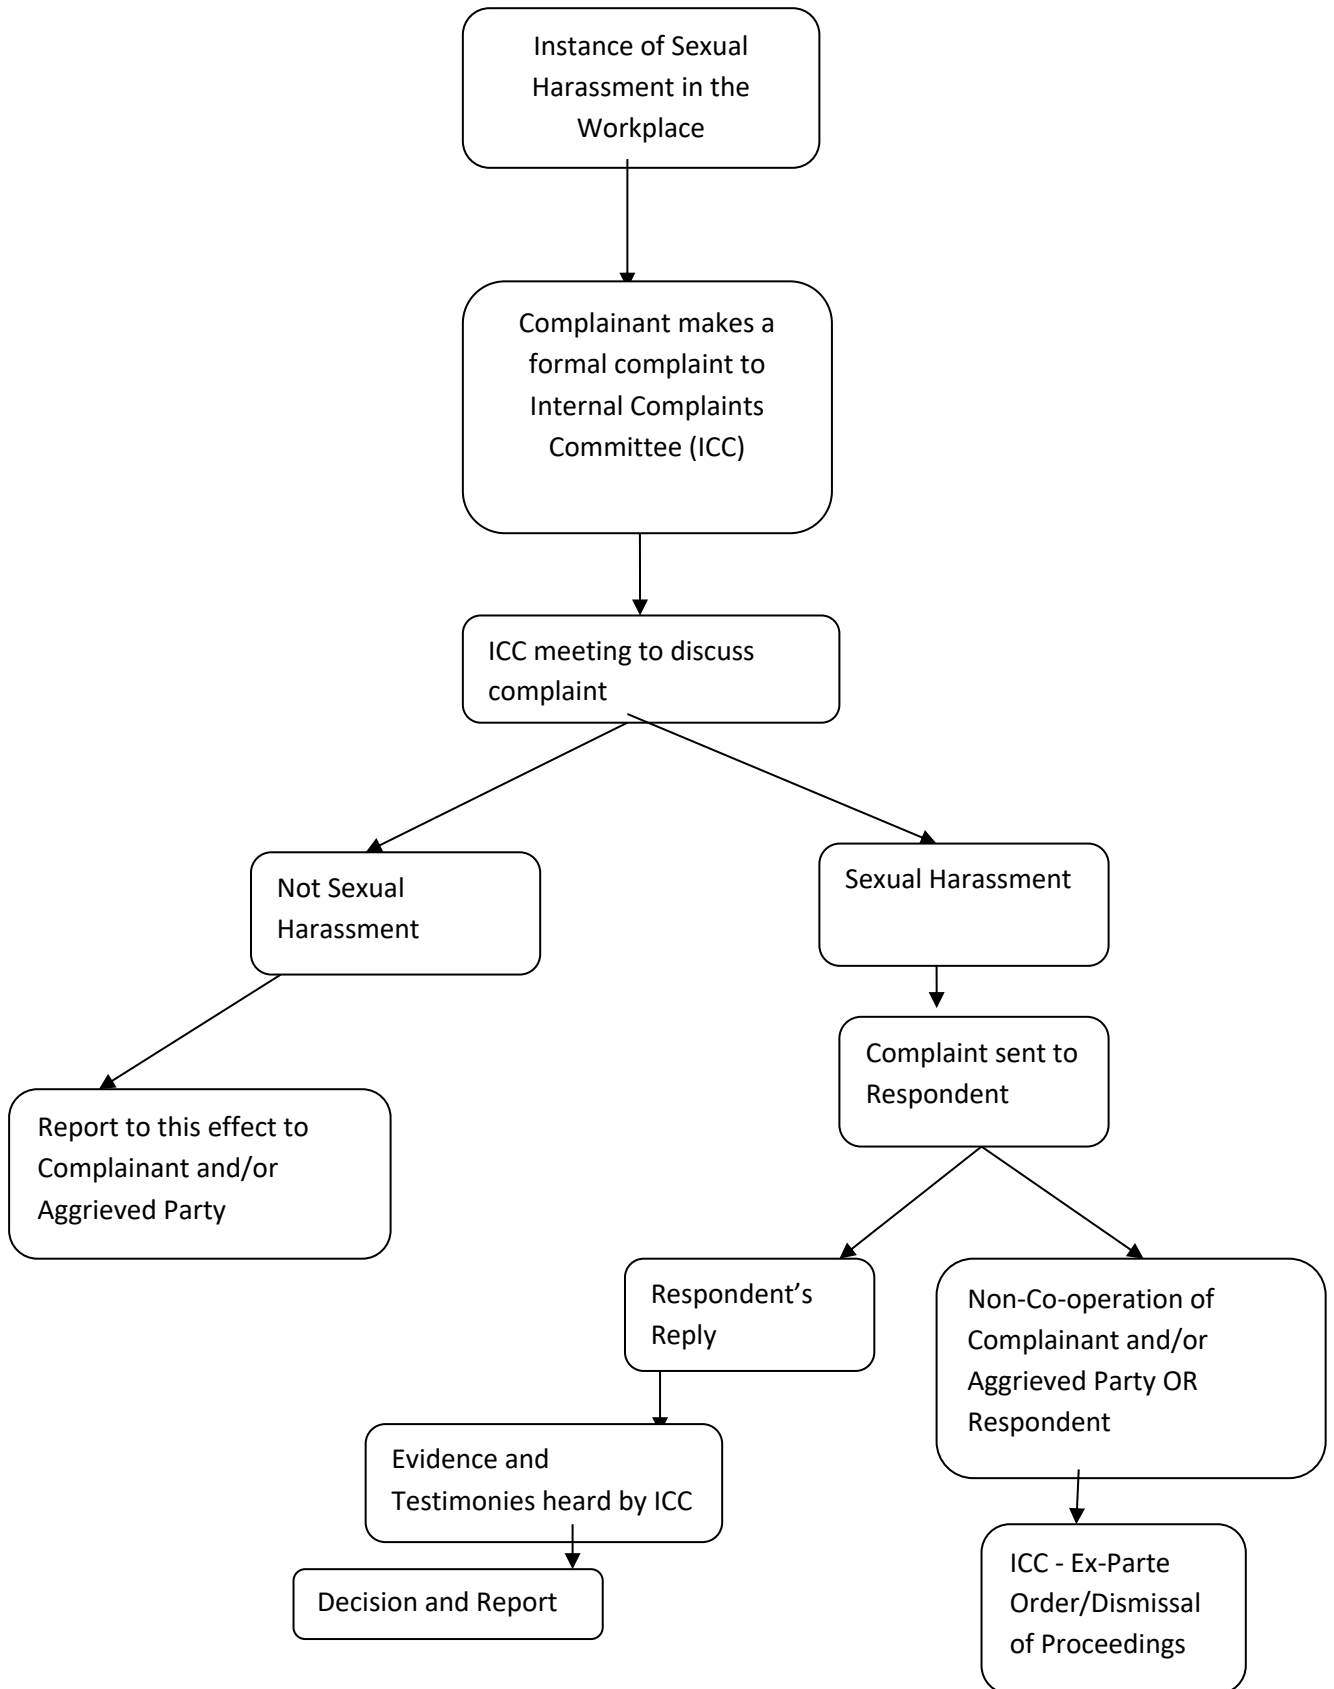 Instance of Sexual
Harassment in the
Workplace
Complainant makes a
formal complaint to
Internal Complaints
Committee (ICC)
ICC meeting to discuss
complaint
Not Sexual
Harassment
Sexual Harassment
Complaint sent to
Respondent
Report to this effect to
Complainant and/or
Aggrieved Party
Respondent’s
Reply
Non-Co-operation of
Complainant and/or
Aggrieved Party OR
Respondent
Evidence and
Testimonies heard by ICC
Decision and Report
ICC - Ex-Parte
Order/Dismissal
of Proceedings